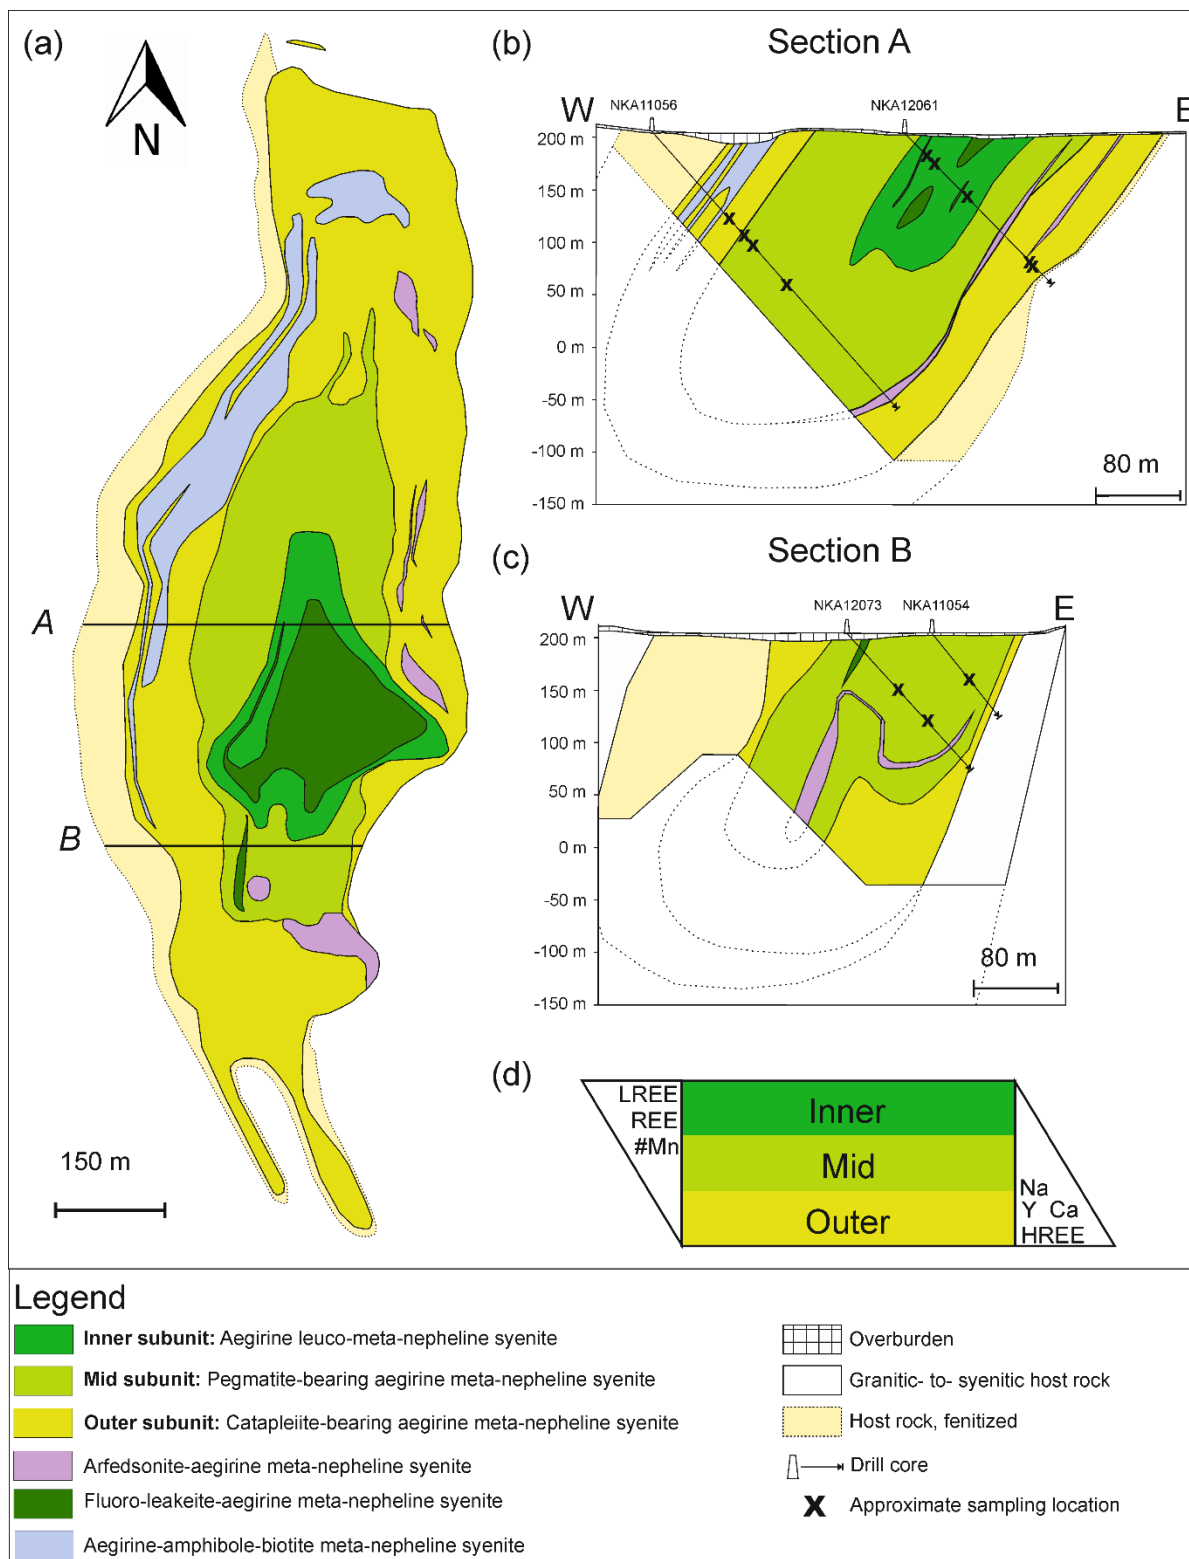 (a)
N
A
B
150 m
(b)
Section A
W
NKA11056
NKA12061
E
200 m
150 m
100 m
50 m
0 m
-50 m
-100 m
-150 m
80 m
(c)
Section B
W
NKA12073
NKA11054
E
200 m
150 m
100 m
50 m
0 m
-50 m
-100 m
-150 m
80 m
(d)
LREE
REE
#Mn
Inner
Mid
Outer
Na
Y Ca
HREE
Legend
Inner subunit: Aegirine leuco-meta-nepheline syenite
Mid subunit: Pegmatite-bearing aegirine meta-nepheline syenite
Outer subunit: Catapleiite-bearing aegirine meta-nepheline syenite
Arfedsonite-aegirine meta-nepheline syenite
Fluoro-leakeite-aegirine meta-nepheline syenite
Aegirine-amphibole-biotite meta-nepheline syenite
Overburden
Granitic- to- syenitic host rock
Host rock, fenitized
Drill core
X Approximate sampling location